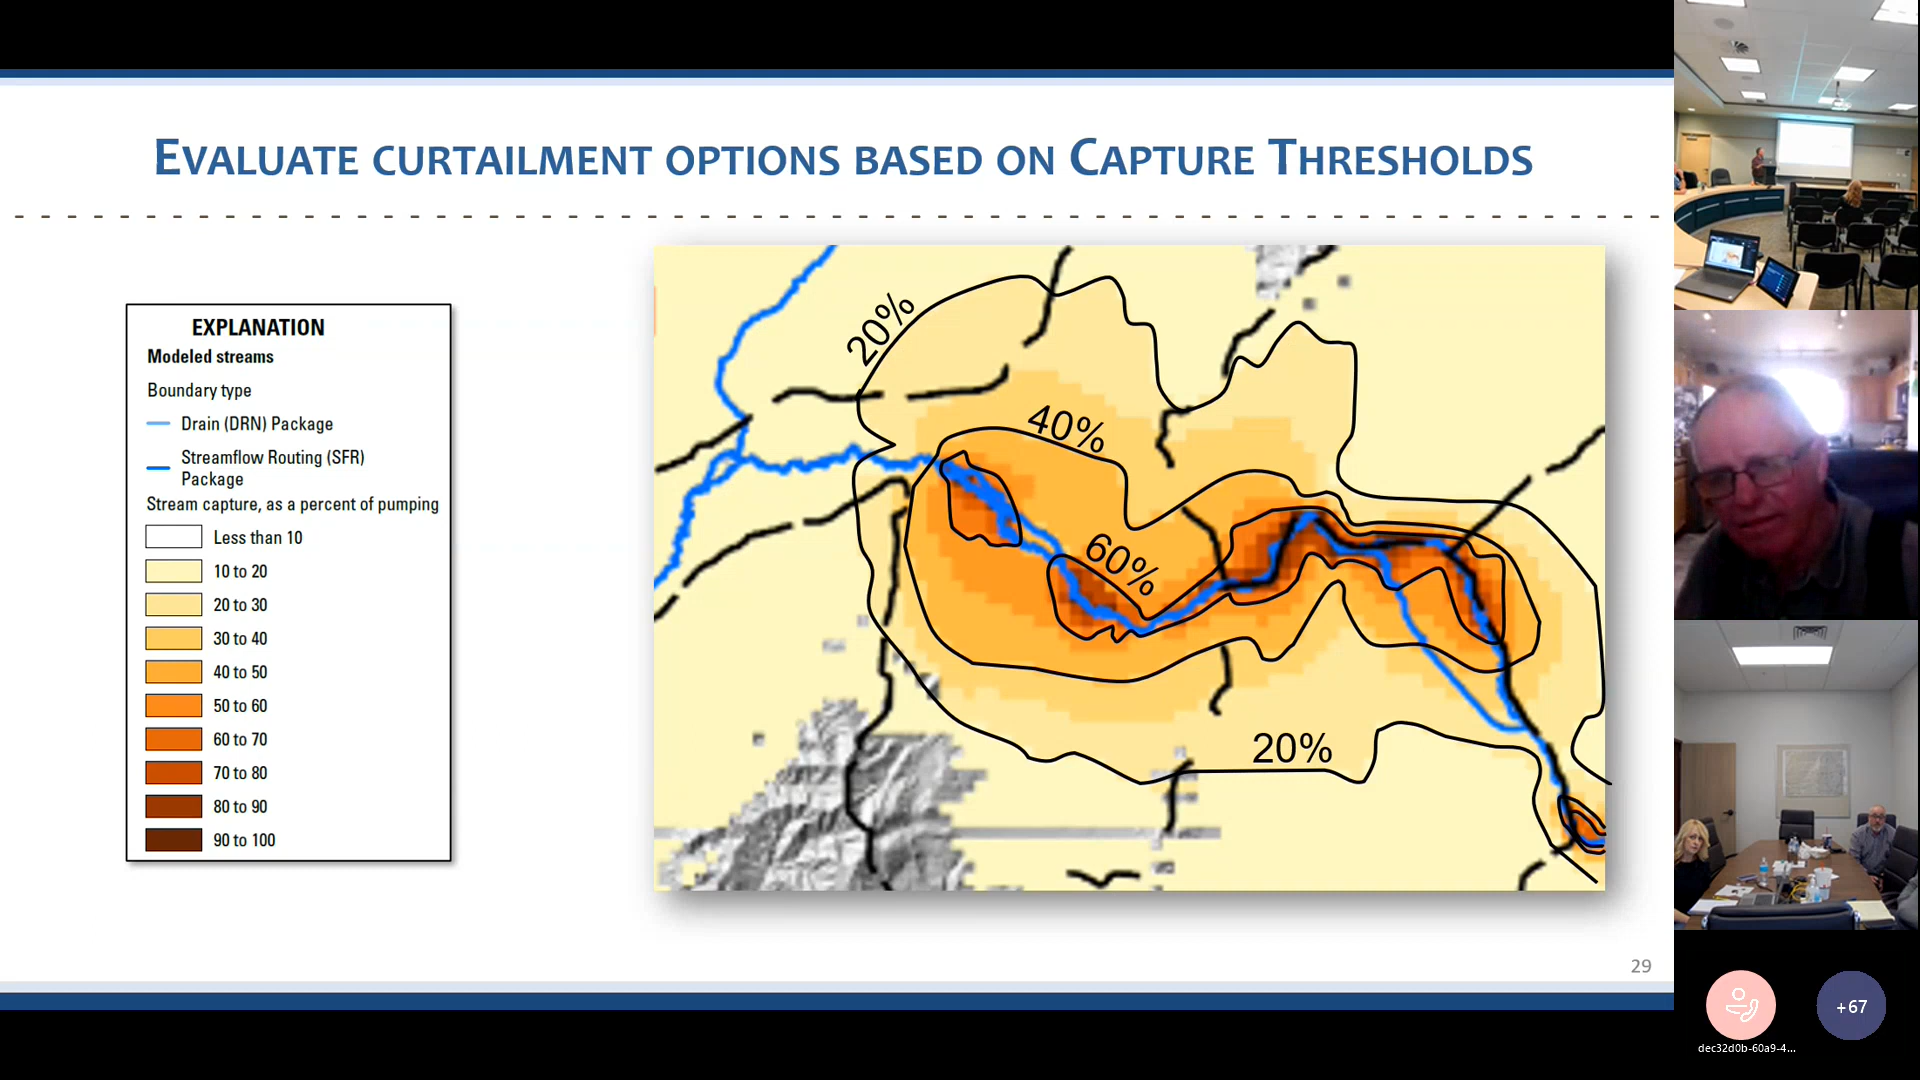 EVALUATE CURTAILMENT OPTIONS BASED ON CAPTURE THRESHOLDS
EXPLANATION
Modeled streams
Boundary type
Drain (DRN) Package
Streamflow Routing (SFR)
Package
Stream capture, as a percent of pumping
Less than 10
10 to 20
20 to 30
30 to 40
40 to 50
50 to 60
60 to 70
70 to 80
80 to 90
90 to 100
20%
40%
60%
20%
29
+67
dec32d0b-60a9-4...